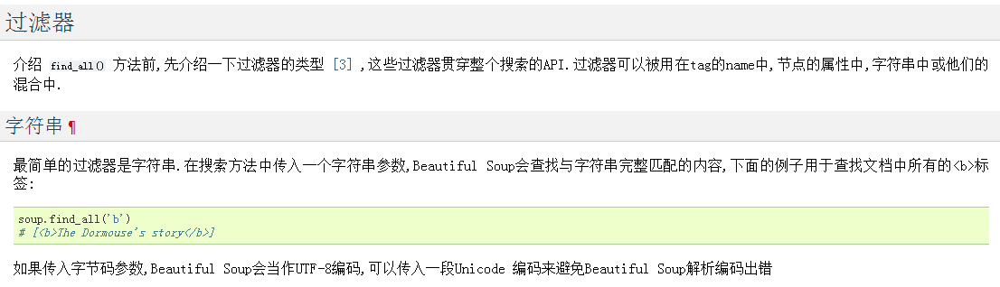 过滤器
介绍 find_all() 方法前,先介绍一下过滤器的类型 [3] ,这些过滤器贯穿整个搜索的API.过滤器可以被用在tag的name中,节点的属性中,字符串中或他们的
混合中.
字符串¶
最简单的过滤器是字符串.在搜索方法中传入一个字符串参数,Beautiful Soup会查找与字符串完整匹配的内容,下面的例子用于查找文档中所有的<b>标
签:
soup.find_all('b')
# [<b>The Dormouse's story</b>]
如果传入字节码参数,Beautiful Soup会当作UTF-8编码,可以传入一段Unicode 编码来避免Beautiful Soup解析编码出错